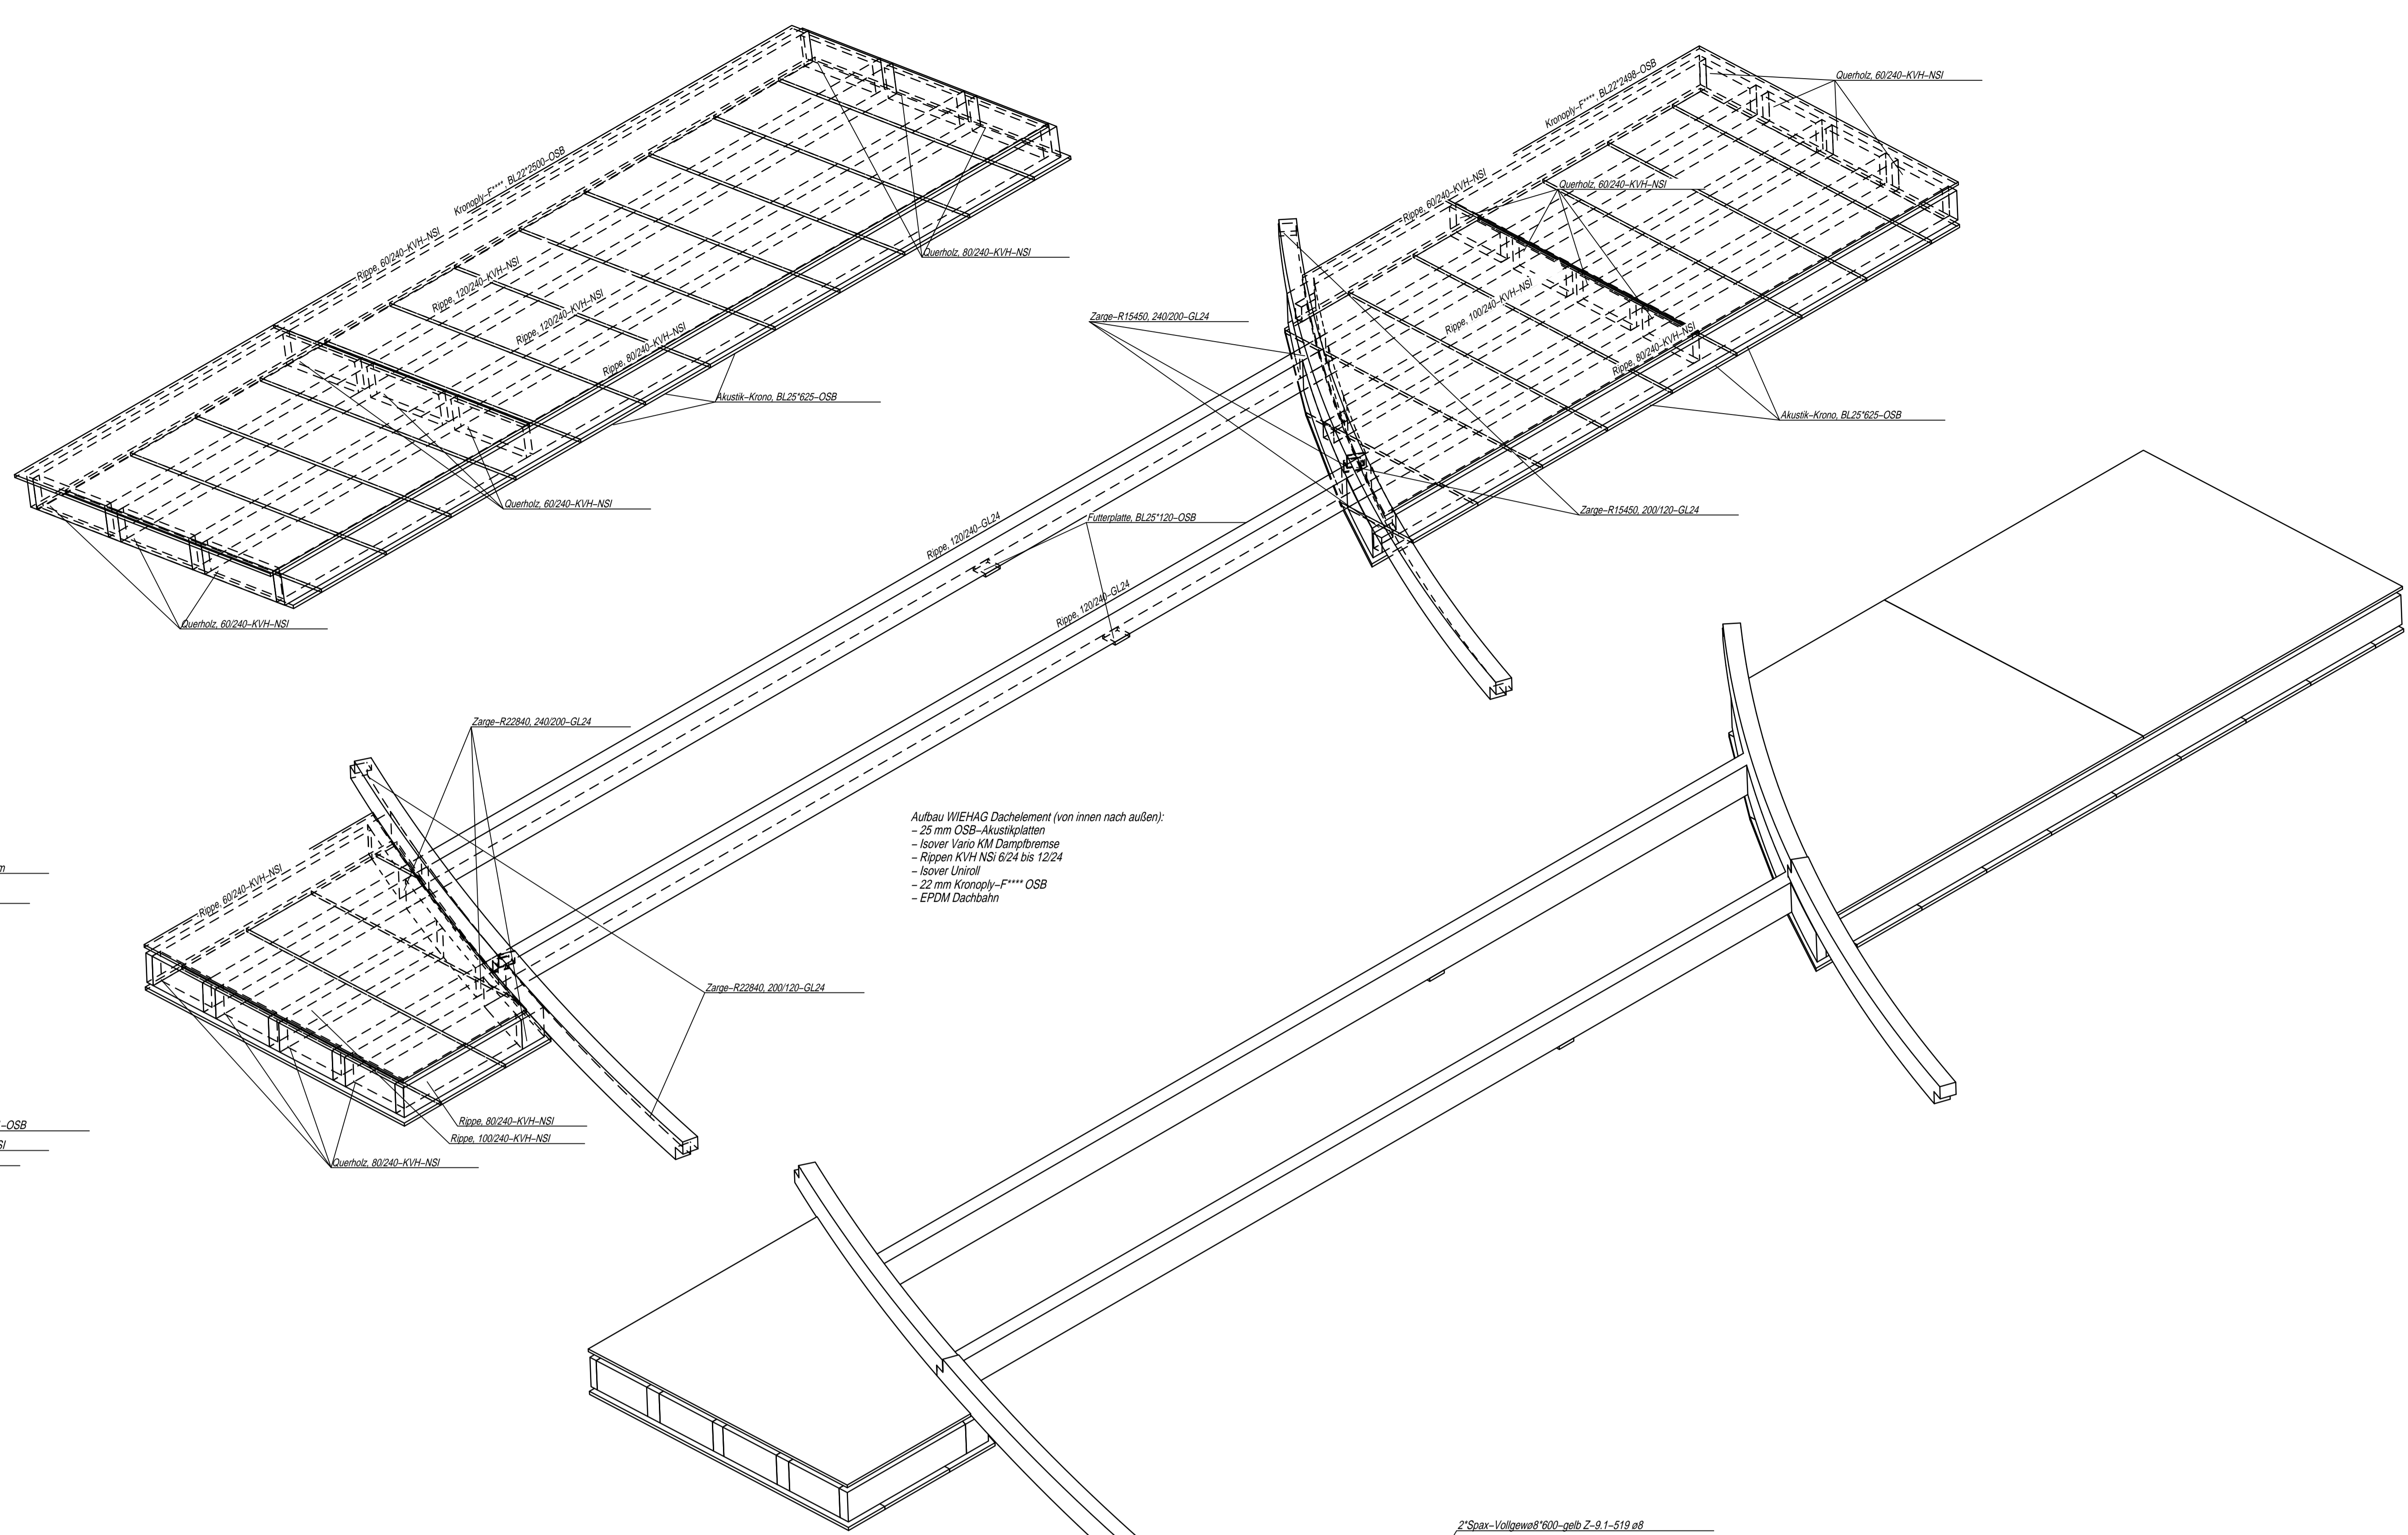 Kronoply-F****, BL22*2500-OSB
Rippe, 60/240-KVH-NSI
Rippe, 120/240-KVH-NSI
Rippe, 120/240-KVH-NSI
Rippe, 80/240-KVH-NSI
Querholz, 80/240-KVH-NSI
Akustik-Krono, BL25*625-OSB
Querholz, 60/240-KVH-NSI
Querholz, 60/240-KVH-NSI
Kronoply-F****, BL22*2498-OSB
Querholz, 60/240-KVH-NSI
Rippe, 60/240-KVH-NSI
Querholz, 60/240-KVH-NSI
Zarge-R15450, 240/200-GL24
Rippe, 100/240-KVH-NSI
Rippe, 80/240-KVH-NSI
Akustik-Krono, BL25*625-OSB
Zarge-R15450, 200/120-GL24
Rippe, 120/240-GL24
Futterplatte, BL25*120-OSB
Rippe, 120/240-GL24
Zarge-R22840, 240/200-GL24
Aufbau WIEHAG Dachelement (von innen nach außen):
- 25 mm OSB-Akustikplatten
- Isover Vario KM Dampfbremse
- Rippen KVH NSi 6/24 bis 12/24
- Isover Uniroll
- 22 mm Kronoply-F**** OSB
- EPDM Dachbahn
Rippe, 60/240-KVH-NSI
Zarge-R22840, 200/120-GL24
Rippe, 80/240-KVH-NSI
Rippe, 100/240-KVH-NSI
Querholz, 80/240-KVH-NSI
-OSB
2*Spax-Vollgewø8*600-gelb Z-9.1-519 ø8